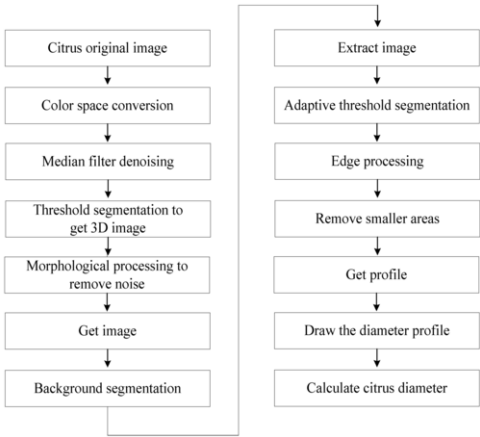 Citrus original image
Color space conversion
Median filter denoising
Threshold segmentation to
get 3D image
Morphological processing to
remove noise
Get image
Background segmentation
Extract image
Adaptive threshold segmentation
Edge processing
Remove smaller areas
Get profile
Draw the diameter profile
Calculate citrus diameter